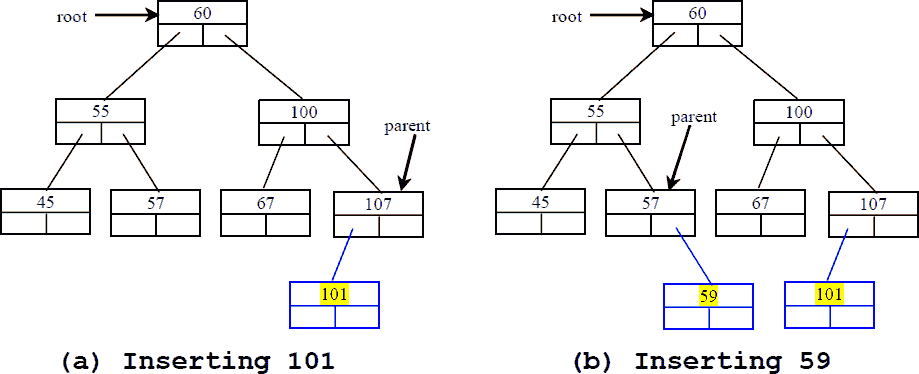 root 60
55 100
parent
45 57 67 107
101
(a) Inserting 101
root 60
55 parent 100
45 57 67 107
59 101
(b) Inserting 59